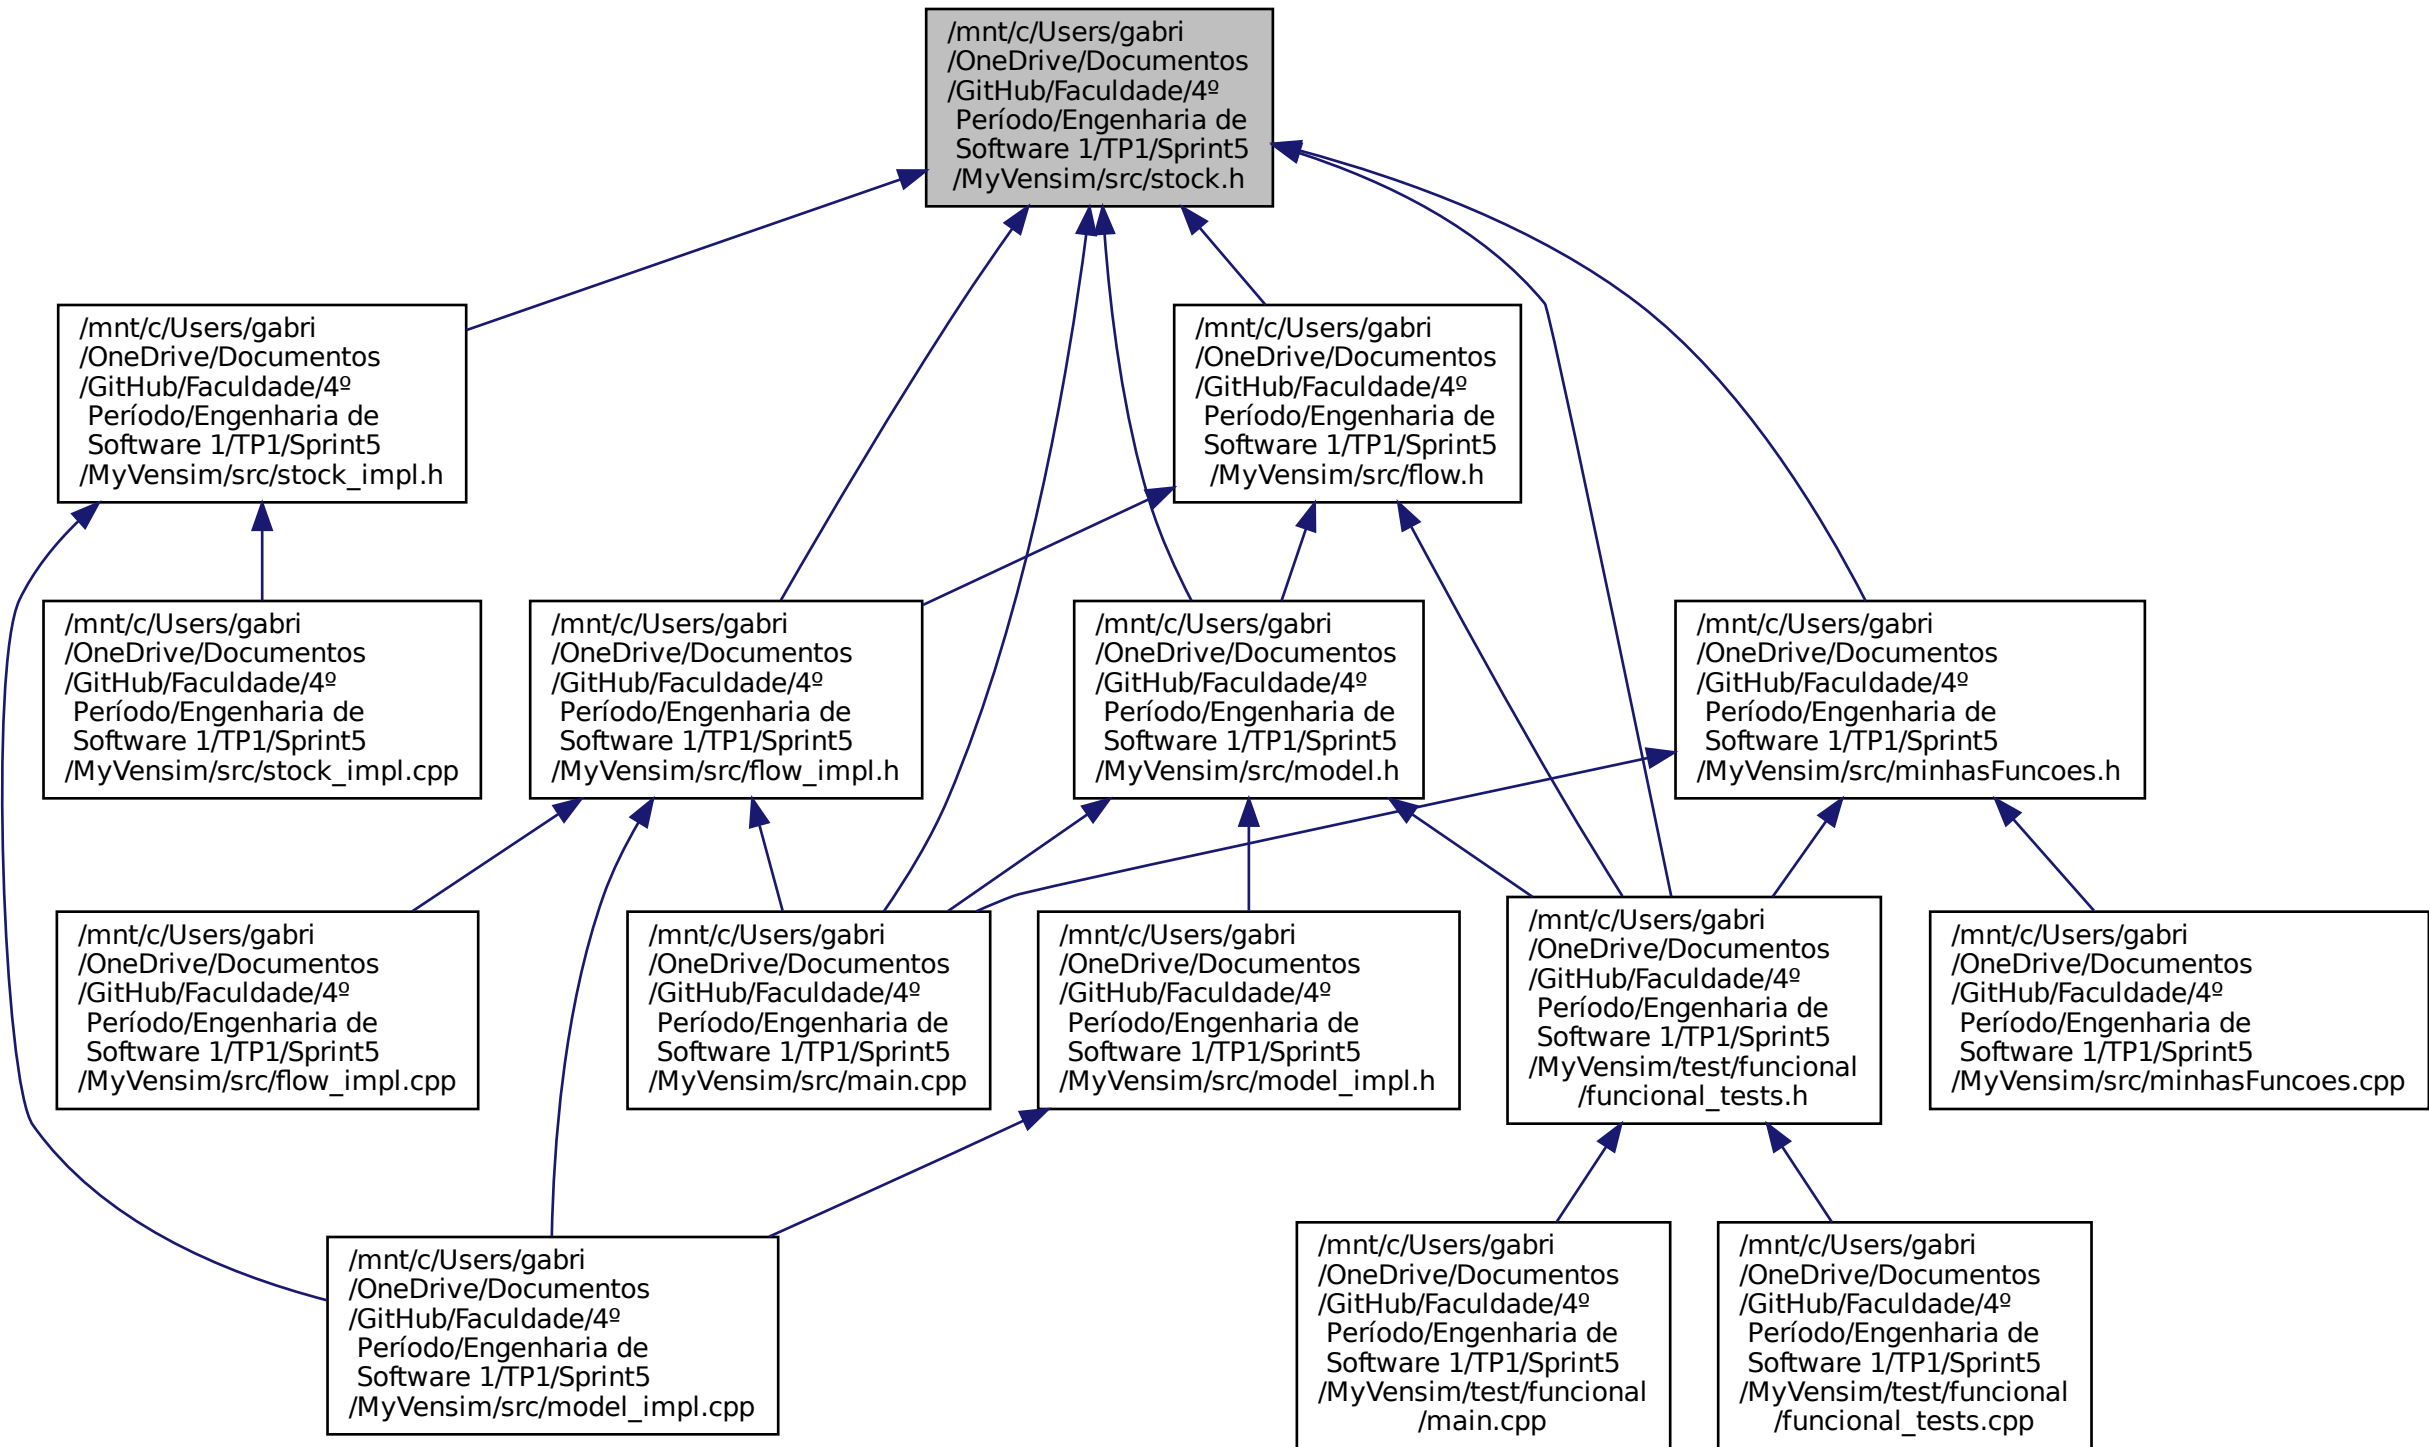 /mnt/c/Users/gabri
/OneDrive/Documentos
/GitHub/Faculdade/4º
Período/Engenharia de
Software 1/TP1/Sprint5
/MyVensim/src/stock.h
/mnt/c/Users/gabri
/OneDrive/Documentos
/GitHub/Faculdade/4º
Período/Engenharia de
Software 1/TP1/Sprint5
/MyVensim/src/stock_impl.h
/mnt/c/Users/gabri
/OneDrive/Documentos
/GitHub/Faculdade/4º
Período/Engenharia de
Software 1/TP1/Sprint5
/MyVensim/src/flow.h
/mnt/c/Users/gabri
/OneDrive/Documentos
/GitHub/Faculdade/4º
Período/Engenharia de
Software 1/TP1/Sprint5
/MyVensim/src/stock_impl.cpp
/mnt/c/Users/gabri
/OneDrive/Documentos
/GitHub/Faculdade/4º
Período/Engenharia de
Software 1/TP1/Sprint5
/MyVensim/src/flow_impl.h
/mnt/c/Users/gabri
/OneDrive/Documentos
/GitHub/Faculdade/4º
Período/Engenharia de
Software 1/TP1/Sprint5
/MyVensim/src/model.h
/mnt/c/Users/gabri
/OneDrive/Documentos
/GitHub/Faculdade/4º
Período/Engenharia de
Software 1/TP1/Sprint5
/MyVensim/src/minhasFuncoes.h
/mnt/c/Users/gabri
/OneDrive/Documentos
/GitHub/Faculdade/4º
Período/Engenharia de
Software 1/TP1/Sprint5
/MyVensim/src/flow_impl.cpp
/mnt/c/Users/gabri
/OneDrive/Documentos
/GitHub/Faculdade/4º
Período/Engenharia de
Software 1/TP1/Sprint5
/MyVensim/src/main.cpp
/mnt/c/Users/gabri
/OneDrive/Documentos
/GitHub/Faculdade/4º
Período/Engenharia de
Software 1/TP1/Sprint5
/MyVensim/src/model_impl.h
/mnt/c/Users/gabri
/OneDrive/Documentos
/GitHub/Faculdade/4º
Período/Engenharia de
Software 1/TP1/Sprint5
/MyVensim/test/funcional
/funcional_tests.h
/mnt/c/Users/gabri
/OneDrive/Documentos
/GitHub/Faculdade/4º
Período/Engenharia de
Software 1/TP1/Sprint5
/MyVensim/src/minhasFuncoes.cpp
/mnt/c/Users/gabri
/OneDrive/Documentos
/GitHub/Faculdade/4º
Período/Engenharia de
Software 1/TP1/Sprint5
/MyVensim/src/model_impl.cpp
/mnt/c/Users/gabri
/OneDrive/Documentos
/GitHub/Faculdade/4º
Período/Engenharia de
Software 1/TP1/Sprint5
/MyVensim/test/funcional
/main.cpp
/mnt/c/Users/gabri
/OneDrive/Documentos
/GitHub/Faculdade/4º
Período/Engenharia de
Software 1/TP1/Sprint5
/MyVensim/test/funcional
/funcional_tests.cpp